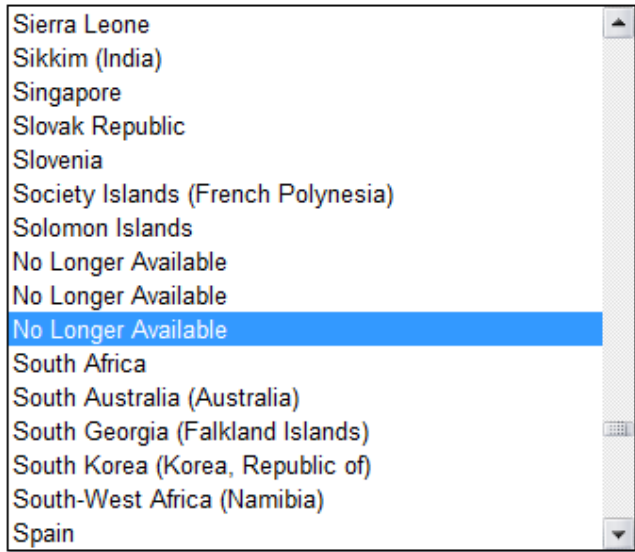 Sierra Leone
Sikkim (India)
Singapore
Slovak Republic
Slovenia
Society Islands (French Polynesia)
Solomon Islands
No Longer Available
No Longer Available
No Longer Available
South Africa
South Australia (Australia)
South Georgia (Falkland Islands)
South Korea (Korea, Republic of)
South-West Africa (Namibia)
Spain